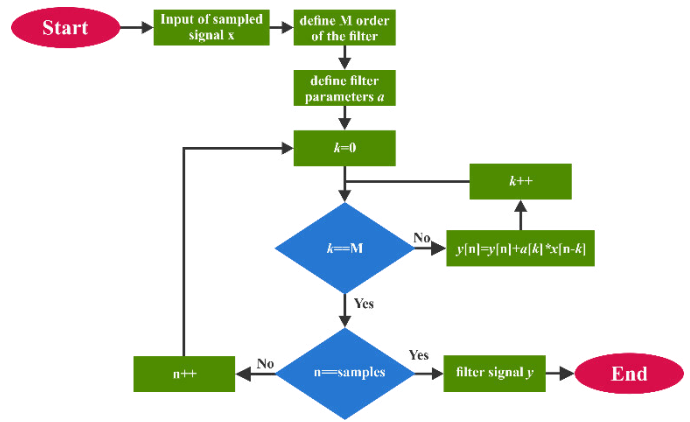 Start
Input of sampled
signal x
define M order
of the filter
define filter
parameters a
k=0
k++
k==M
No
y[n]=y[n]+a[k]*x[n-k]
Yes
n++
No
n==samples
Yes
filter signal y
End